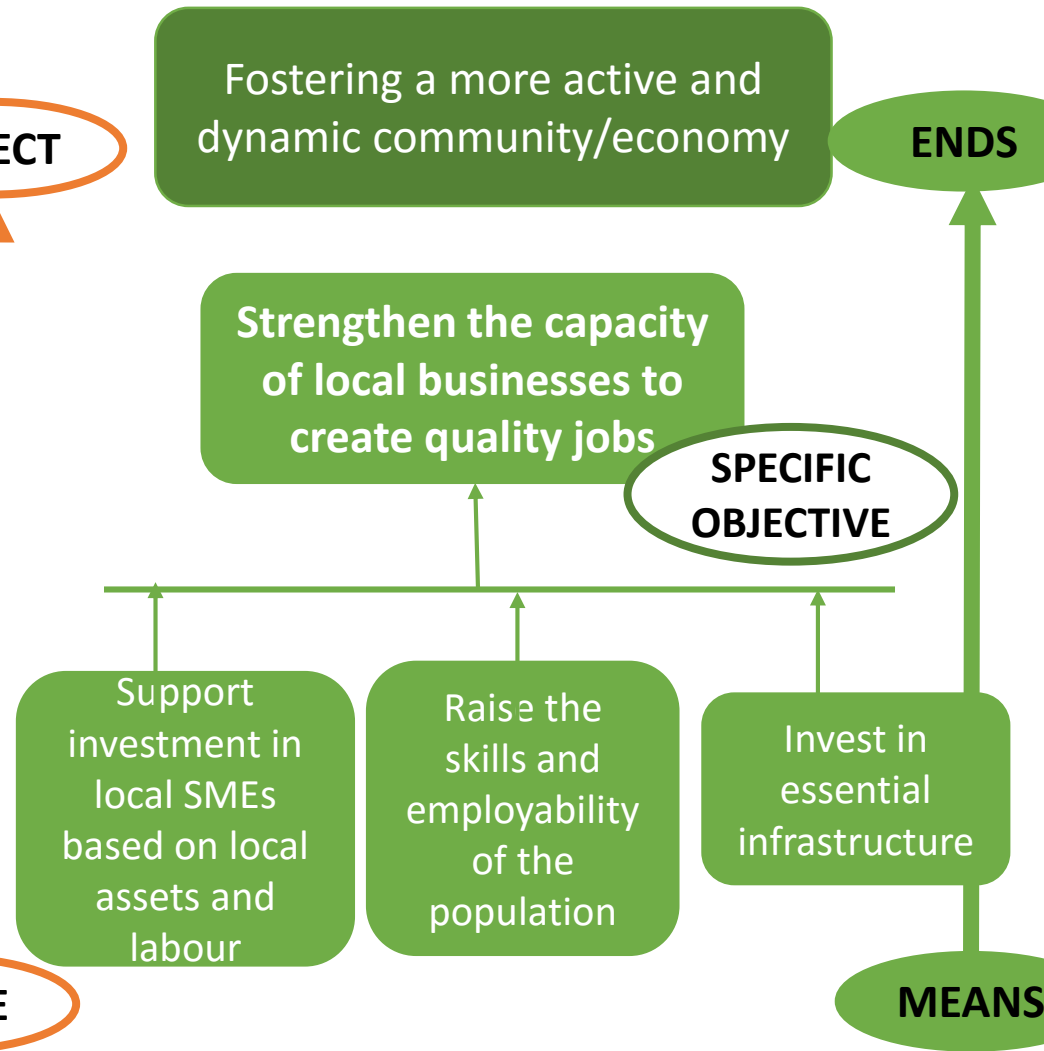 Fostering a more active and
dynamic community/economy
ECT
ENDS
Strengthen the capacity
of local businesses to
create quality jobs
SPECIFIC
OBJECTIVE
Support
investment in
local SMEs
based on local
assets and
labour
Raise the
skills and
employability
of the
population
Invest in
essential
infrastructure
E
MEANS